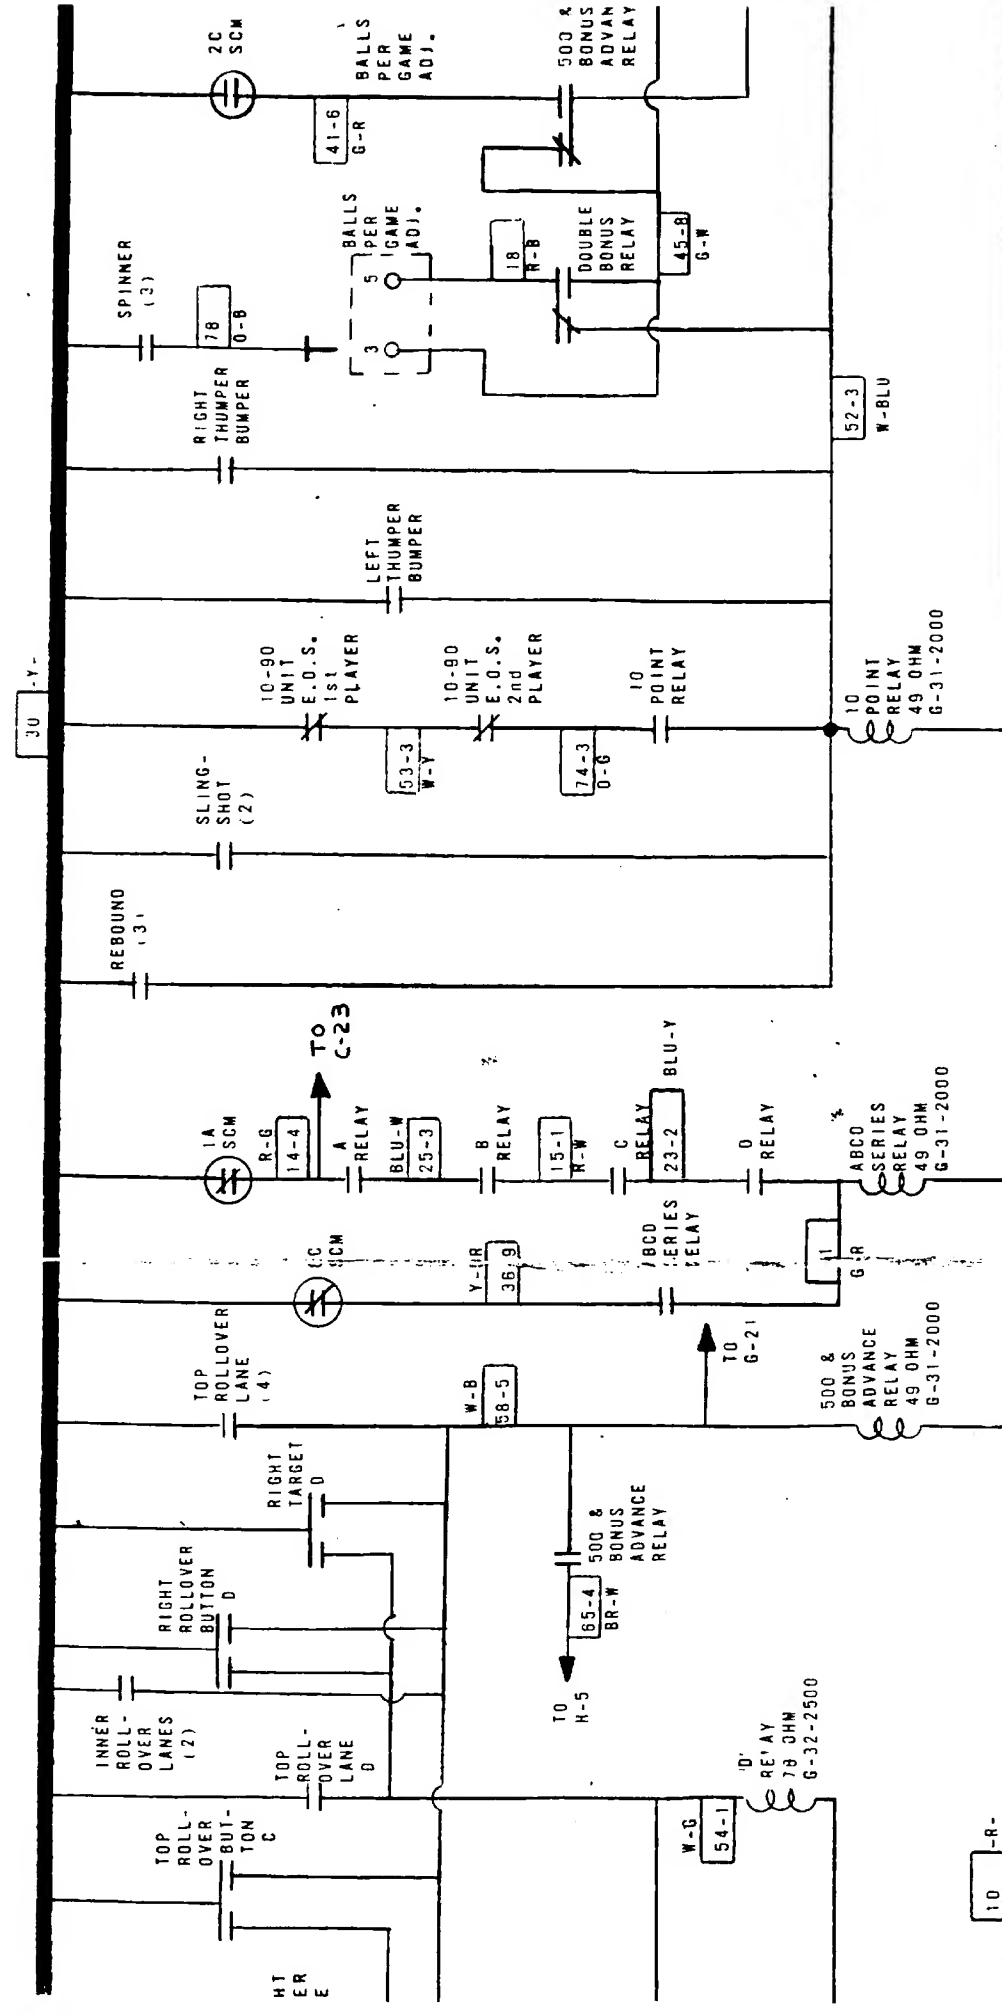 30
-Y-
2C
SCM
41-6
G-R
BALLS
PER
GAME
ADJ.
500 &
BONUS
ADVAN
RELAY
SPINNER
(3)
78
O-B
BALLS
PER
GAME
ADJ.
3
5
18
R-B
DOUBLE
BONUS
RELAY
45-8
G-W
RIGHT
THUMPER
BUMPER
52-3
W-BLU
LEFT
THUMPER
BUMPER
10-90
UNIT
E.O.S.
1st
PLAYER
53-3
W-Y
10-90
UNIT
E.O.S.
2nd
PLAYER
74-3
O-G
10
POINT
RELAY
10
POINT
RELAY
49 OHM
G-31-2000
SLING-
SHOT
(2)
REBOUND
(3)
1A
SCM
R-G
14-4
TO
C-23
A
RELAY
BLU-W
25-3
B
RELAY
15-1
R-W
C
RELAY
23-2
BLU-Y
D
RELAY
ABCD
SERIES
RELAY
49 OHM
G-31-2000
SCM
36-9
SERIES
TOP
ROLLOVER
LANE
(4)
W-B
58-5
TO
G-21
500 &
BONUS
ADVANCE
RELAY
49 OHM
G-31-2000
RIGHT
TARGET
D
500 &
BONUS
ADVANCE
RELAY
65-4
BR-W
TO
H-5
RIGHT
ROLLOVER
BUTTON
D
INNER
ROLL-
OVER
LANES
(2)
TOP
ROLL-
OVER
LANE
D
W-G
54-1
'D'
RELAY
78 OHM
G-32-2500
TOP
ROLL-
OVER
BUT-
TON
C
HT
ER
E
10
-R-